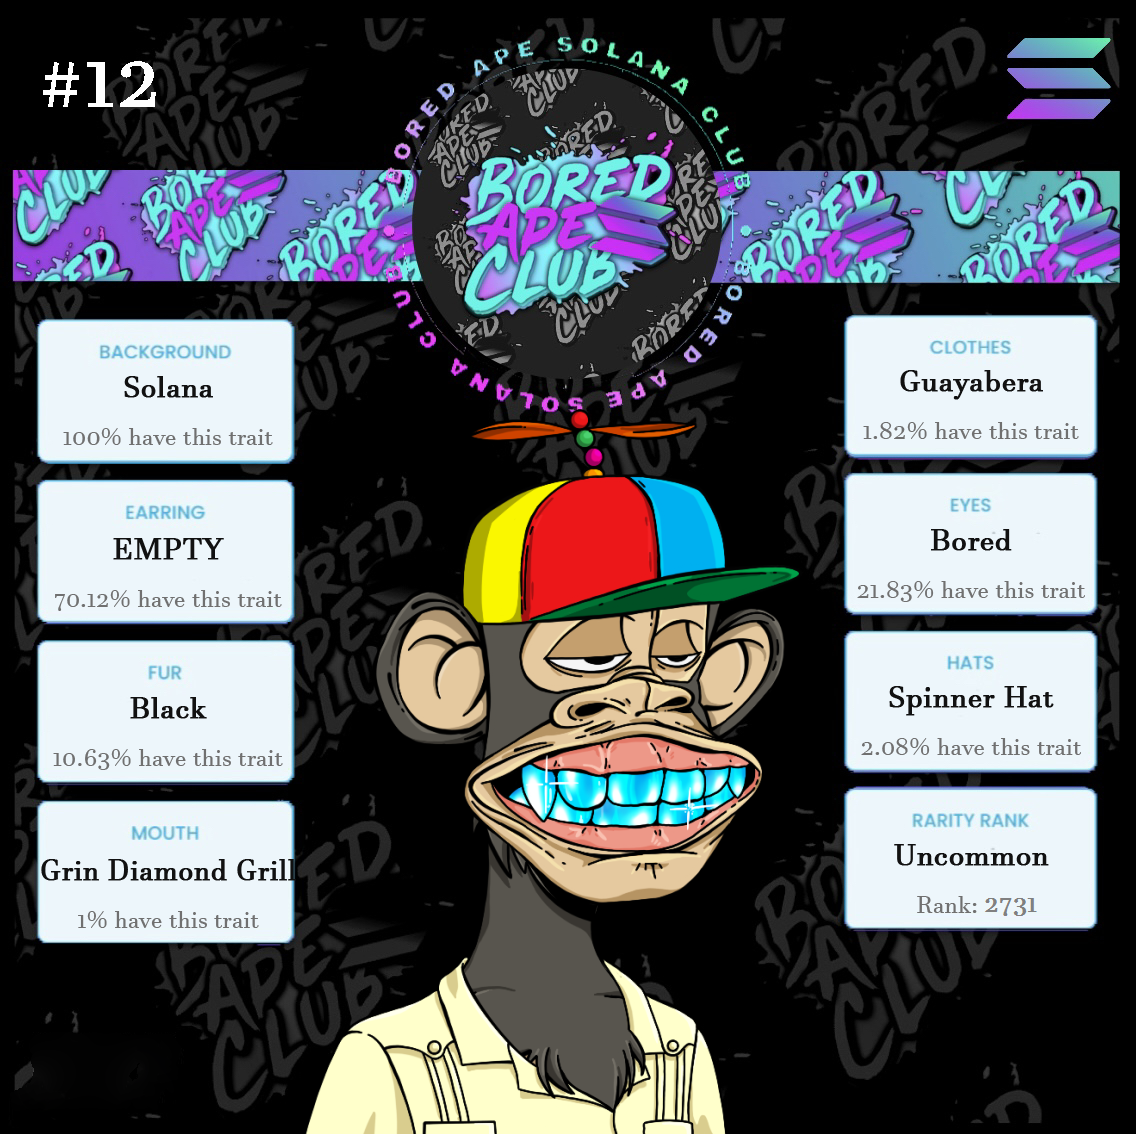 #12
BORED APE SOLANA CLUB
BORED APE SOLANA CLUB
BORED
APE
CLUB
BACKGROUND
Solana
100% have this trait
EARRING
EMPTY
70.12% have this trait
FUR
Black
10.63% have this trait
MOUTH
Grin Diamond Grill
1% have this trait
CLOTHES
Guayabera
1.82% have this trait
EYES
Bored
21.83% have this trait
HATS
Spinner Hat
2.08% have this trait
RARITY RANK
Uncommon
Rank: 2731